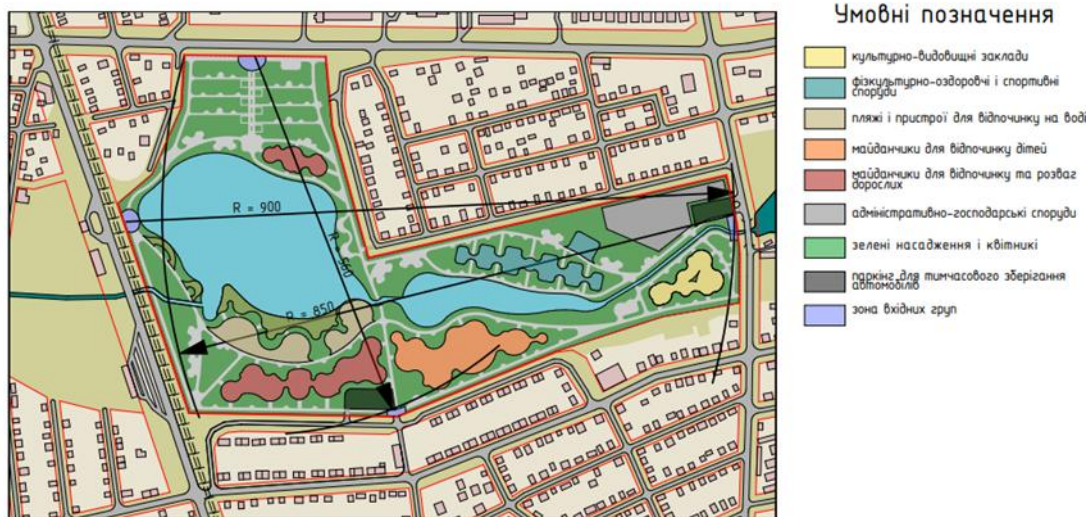 Умовні позначення
культурно-видовищні заклади
фізкультурно-оздоровчі і спортивні
споруди
пляжі і пристрої для відпочинку на воді
майданчики для відпочинку дітей
майданчики для відпочинку та розваг
дорослих
адміністративно-господарські споруди
зелені насадження і квітникі
паркінг для тимчасового зберігання
автомобілів
зона вхідних груп
R = 900
R = 560
R = 850